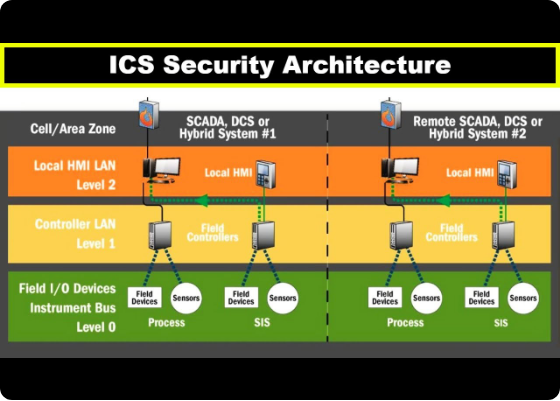 ICS Security Architecture
Cell/Area Zone
SCADA, DCS or
Hybrid System #1
Remote SCADA, DCS or
Hybrid System #2
Local HMI LAN
Level 2
Local HMI
Local HMI
Controller LAN
Level 1
Field
Controllers
Field
Controllers
Field I/O Devices
Instrument Bus
Level 0
Field
Devices
Sensors
Process
Field
Devices
Sensors
SIS
Field
Devices
Sensors
Process
Field
Devices
Sensors
SIS